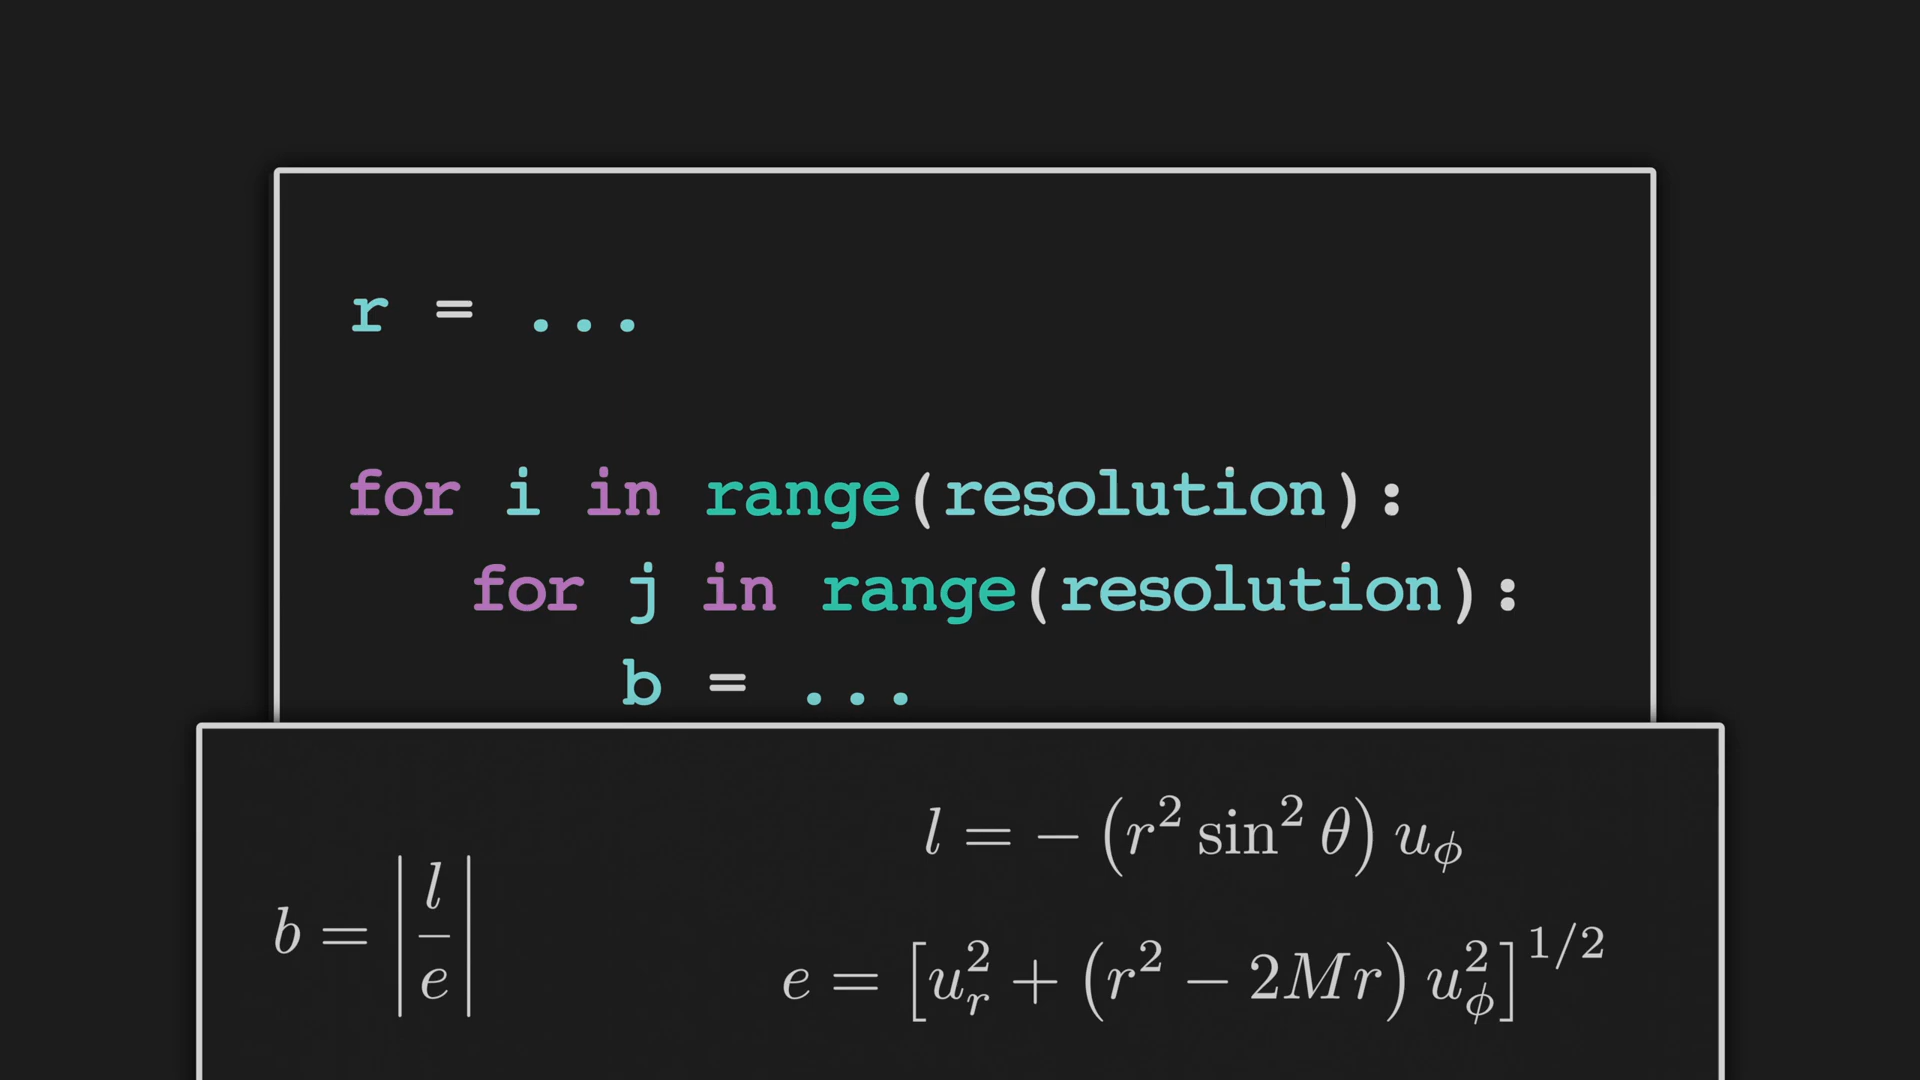 r = ...
for i in range(resolution):
for j in range(resolution):
b = ...
l = − (r² sin² θ) u_ϕ
b = |l/e|
e = [u_r² + (r² − 2Mr) u_ϕ²]^{1/2}